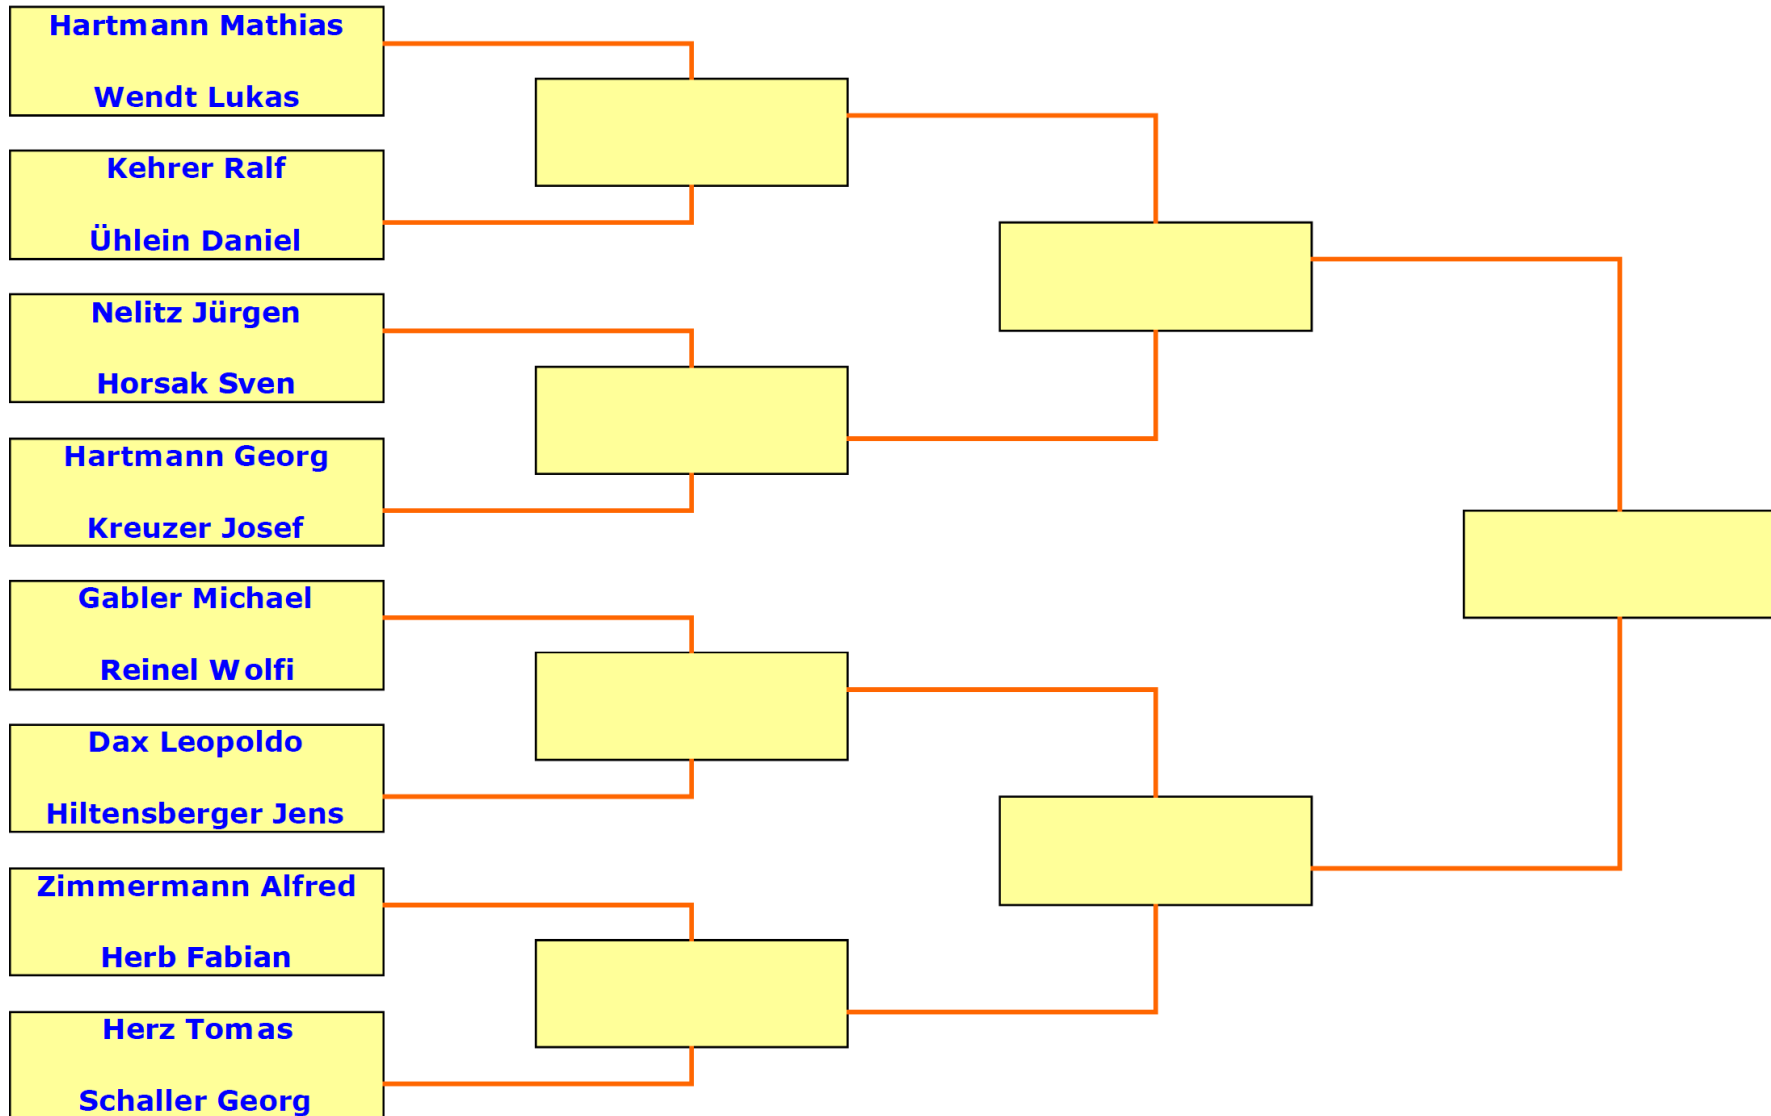 Hartmann Mathias
Wendt Lukas
Kehrer Ralf
Ühlein Daniel
Nelitz Jürgen
Horsak Sven
Hartmann Georg
Kreuzer Josef
Gabler Michael
Reinel Wolfi
Dax Leopoldo
Hiltensberger Jens
Zimmermann Alfred
Herb Fabian
Herz Tomas
Schaller Georg